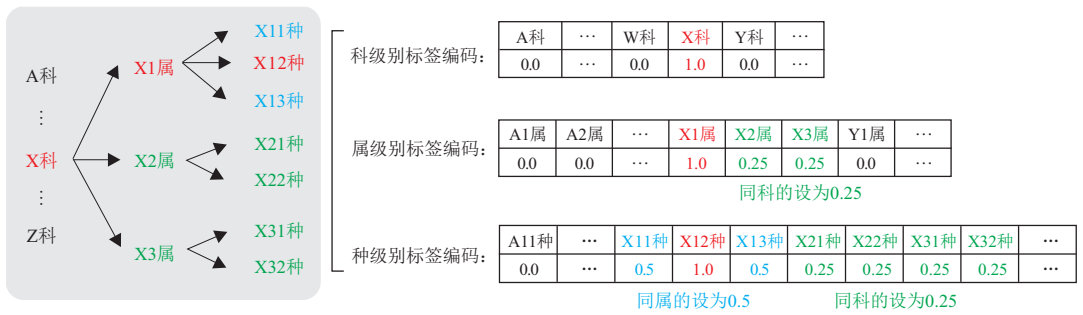 A科
⋮
X科
⋮
Z科
X1属
X2属
X3属
X11种
X12种
X13种
X21种
X22种
X31种
X32种
科级别标签编码：
A科 … W科 X科 Y科 …
0.0 … 0.0 1.0 0.0 …
属级别标签编码：
A1属 A2属 … X1属 X2属 X3属 Y1属 …
0.0 0.0 … 1.0 0.25 0.25 0.0 …
同科的设为0.25
种级别标签编码：
A11种 … X11种 X12种 X13种 X21种 X22种 X31种 X32种 …
0.0 … 0.5 1.0 0.5 0.25 0.25 0.25 0.25 …
同属的设为0.5 同科的设为0.25